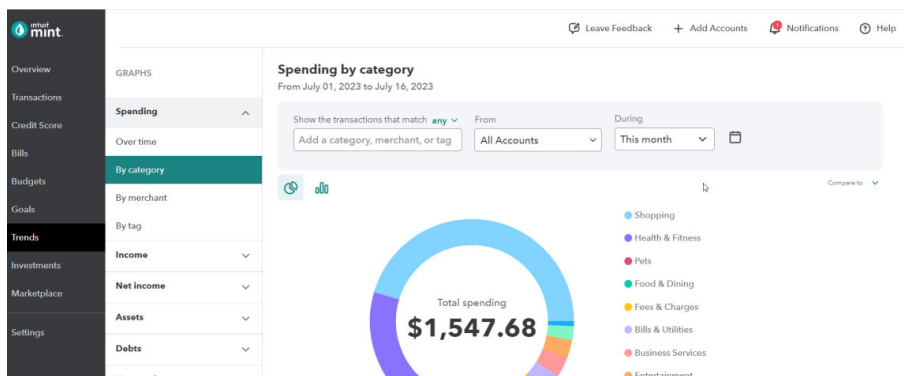 intuit
mint
Leave Feedback
+ Add Accounts
1
Notifications
Help
Overview
Transactions
Credit Score
Bills
Budgets
Goals
Trends
Investments
Marketplace
Settings
GRAPHS
Spending
Over time
By category
By merchant
By tag
Income
Net income
Assets
Debts
Spending by category
From July 01, 2023 to July 16, 2023
Show the transactions that match any
Add a category, merchant, or tag
From
All Accounts
During
This month
Compare to
Total spending
$1,547.68
Shopping
Health & Fitness
Pets
Food & Dining
Fees & Charges
Bills & Utilities
Business Services
Entertainment